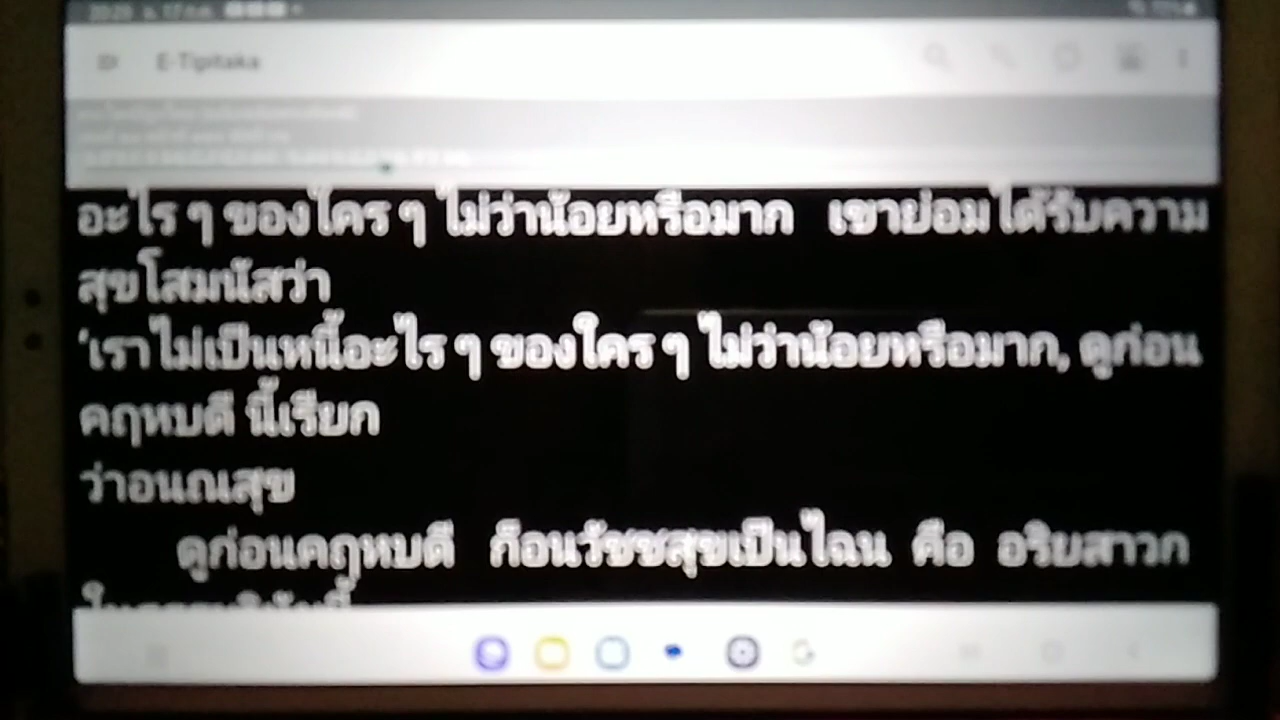 E-Tipitaka
อะไร ๆ ของใคร ๆ ไม่ว่าน้อยหรือมาก เขาย่อมได้รับความ
สุขโสมนัสว่า
‘เราไม่เป็นหนี้อะไร ๆ ของใคร ๆ ไม่ว่าน้อยหรือมาก, ดูก่อน
คฤหบดี นี้เรียก
ว่าอนณสุข
ดูก่อนคฤหบดี ก็อนวัชชสุขเป็นไฉน คือ อริยสาวก